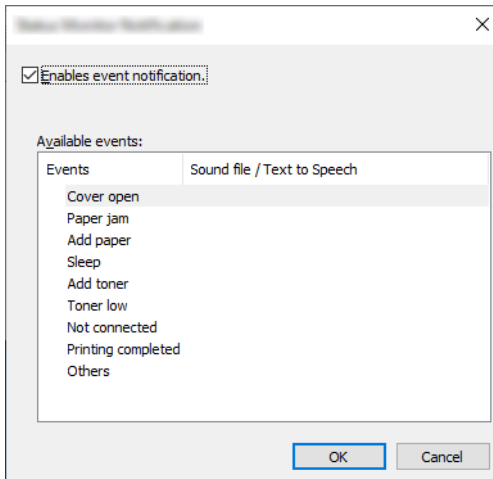 Enables event notification.
Available events:
Events Sound file / Text to Speech
Cover open
Paper jam
Add paper
Sleep
Add toner
Toner low
Not connected
Printing completed
Others
OK Cancel